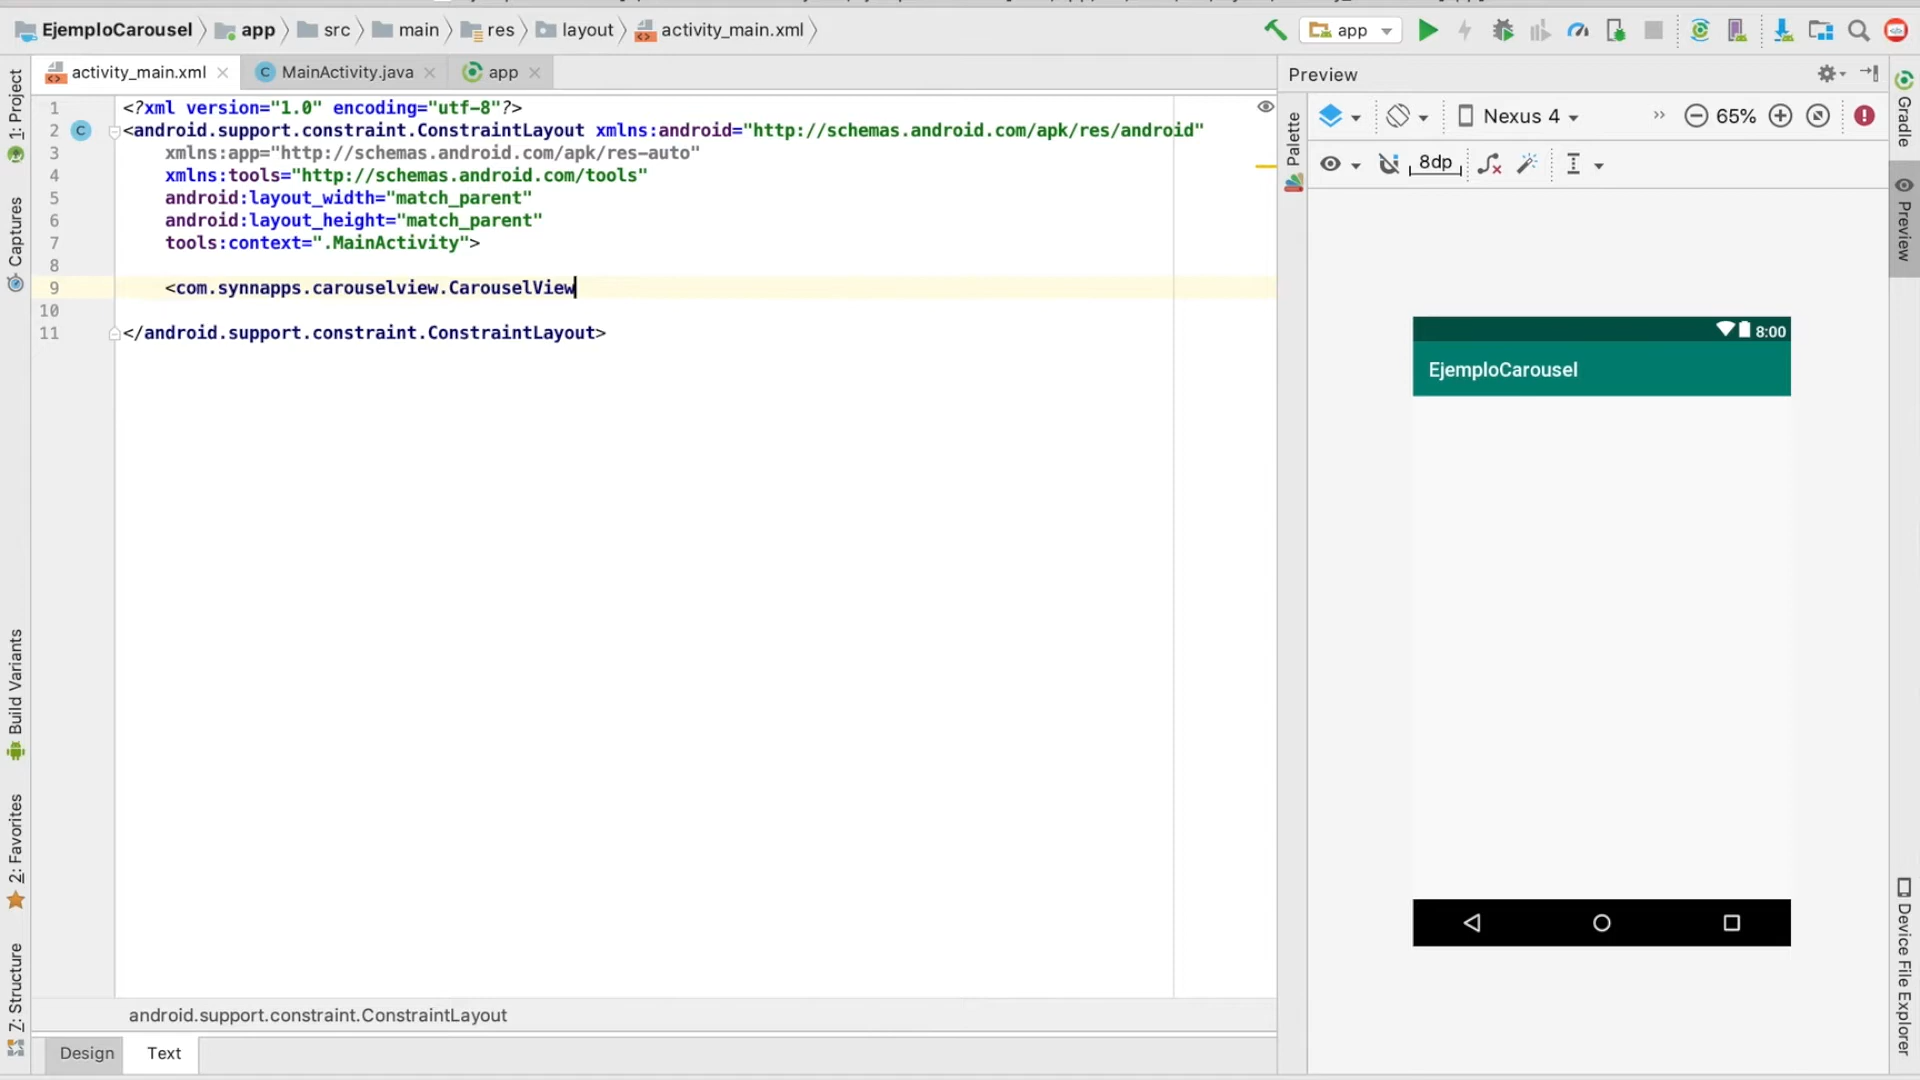 EjemploCarousel app src main res layout activity_main.xml
app
activity_main.xml MainActivity.java app
1 <?xml version="1.0" encoding="utf-8"?>
2 <android.support.constraint.ConstraintLayout xmlns:android="http://schemas.android.com/apk/res/android"
3 xmlns:app="http://schemas.android.com/apk/res-auto"
4 xmlns:tools="http://schemas.android.com/tools"
5 android:layout_width="match_parent"
6 android:layout_height="match_parent"
7 tools:context=".MainActivity">
8
9 <com.synnapps.carouselview.CarouselView
10
11 </android.support.constraint.ConstraintLayout>
android.support.constraint.ConstraintLayout
Design Text
1: Project
Captures
Build Variants
2: Favorites
Z: Structure
Preview
Palette
Nexus 4
65%
8dp
8:00
EjemploCarousel
Gradle
Preview
Device File Explorer